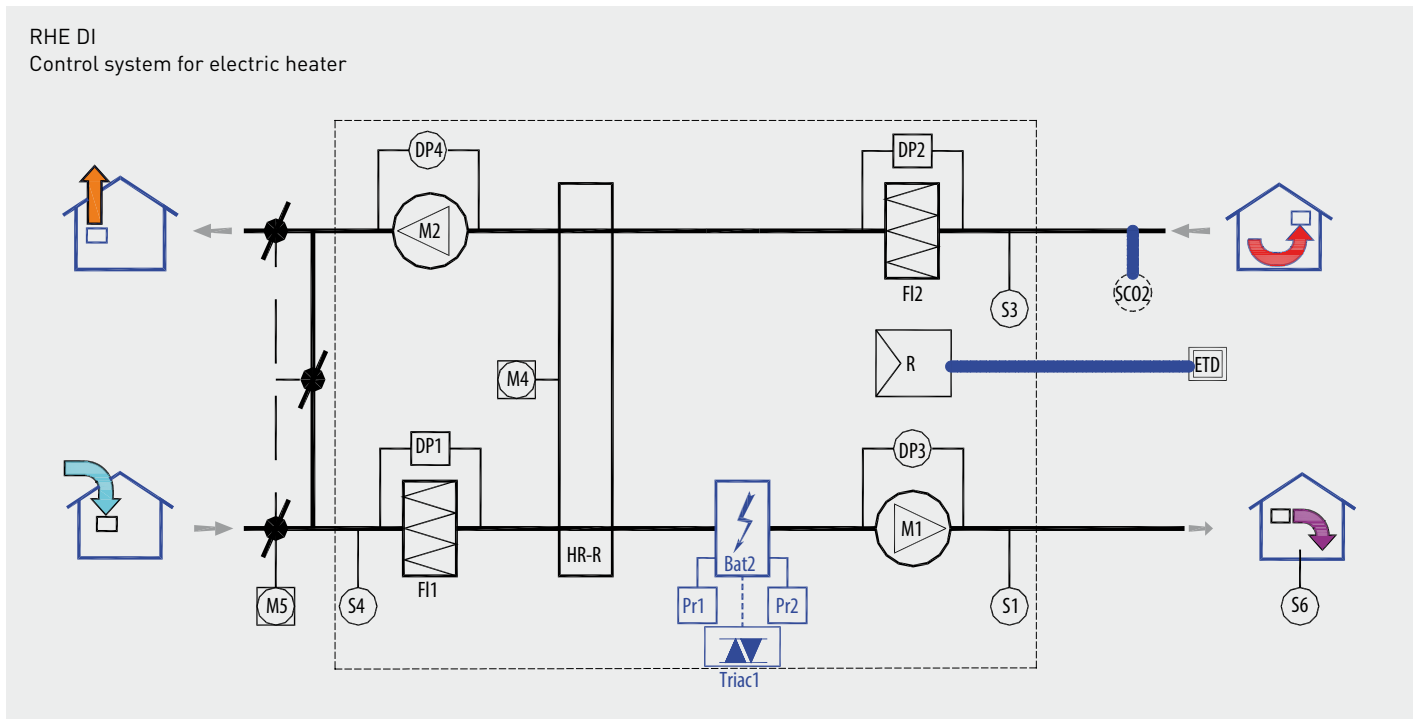 RHE DI
Control system for electric heater
DP4
DP2
M2
Fl2
S3
SCO2
M4
R
ETD
DP1
DP3
M1
HR-R
Bat2
Fl1
M5
S4
Pr1
Pr2
S1
S6
Triac1